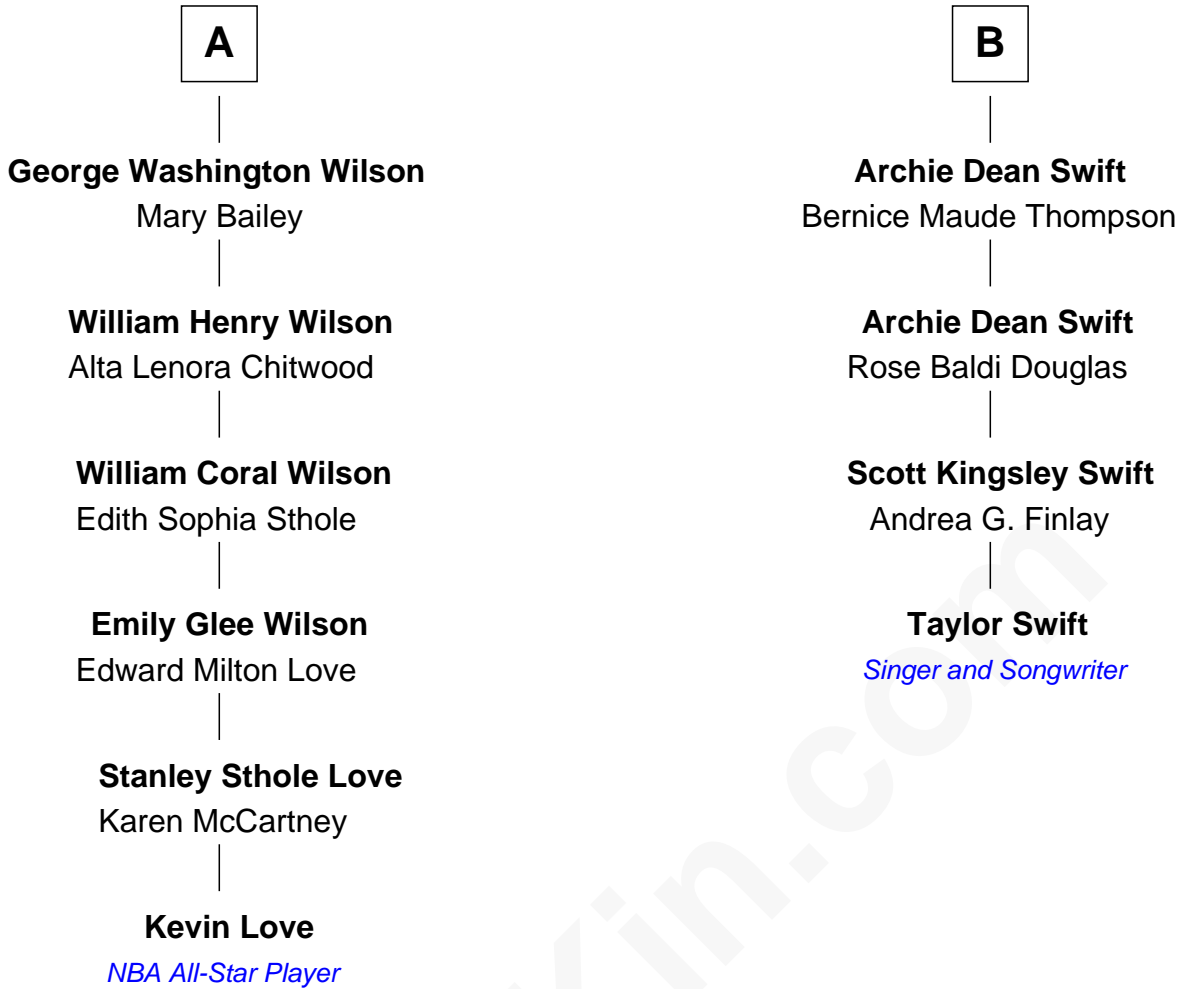 A
George Washington Wilson
Mary Bailey
William Henry Wilson
Alta Lenora Chitwood
William Coral Wilson
Edith Sophia Sthole
Emily Glee Wilson
Edward Milton Love
Stanley Sthole Love
Karen McCartney
Kevin Love
NBA All-Star Player
B
Archie Dean Swift
Bernice Maude Thompson
Archie Dean Swift
Rose Baldi Douglas
Scott Kingsley Swift
Andrea G. Finlay
Taylor Swift
Singer and Songwriter
Kin.com